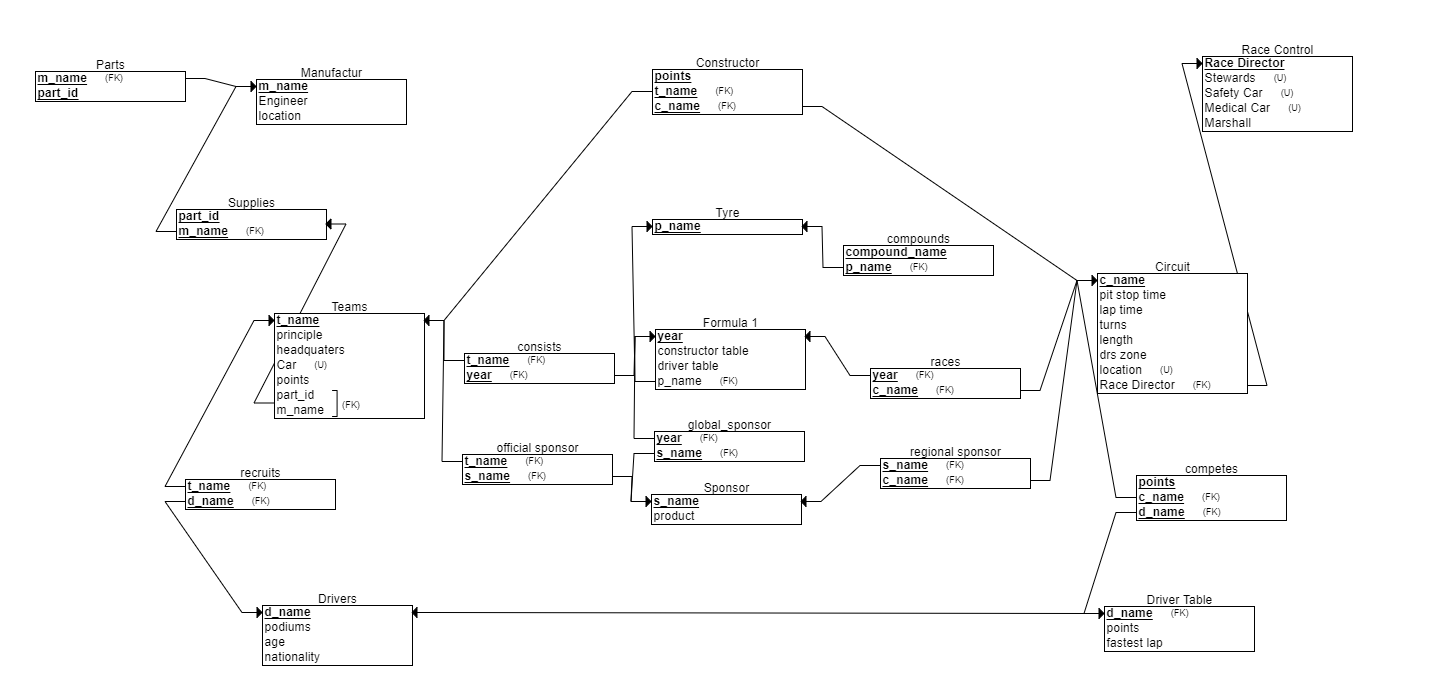 Parts
m_name (FK)
part_id
Manufactur
m_name
Engineer
location
Constructor
points
t_name (FK)
c_name (FK)
Race Control
Race Director
Stewards (U)
Safety Car (U)
Medical Car (U)
Marshall
Supplies
part_id
m_name (FK)
Tyre
p_name
compounds
compound_name
p_name (FK)
Circuit
c_name
pit stop time
lap time
turns
length
drs zone
location (U)
Race Director (FK)
Teams
t_name
principle
headquaters
Car (U)
points
part_id
m_name (FK)
consists
t_name (FK)
year (FK)
Formula 1
year
constructor table
driver table
p_name (FK)
races
year (FK)
c_name (FK)
global_sponsor
year (FK)
s_name (FK)
official sponsor
t_name (FK)
s_name (FK)
regional sponsor
s_name (FK)
c_name (FK)
recruits
t_name (FK)
d_name (FK)
Sponsor
s_name
product
competes
points
c_name (FK)
d_name (FK)
Drivers
d_name
podiums
age
nationality
Driver Table
d_name (FK)
points
fastest lap